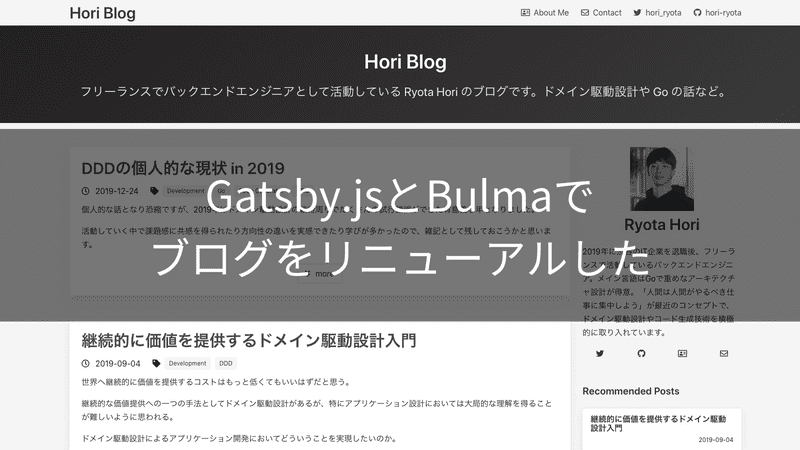 Hori Blog
About Me Contact hori_ryota hori-ryota
Hori Blog
フリーランスでバックエンドエンジニアとして活動している Ryota Hori のブログです。ドメイン駆動設計や Go の話など。
Gatsby.jsとBulmaで
ブログをリニューアルした
DDDの個人的な現状 in 2019
2019-12-24 Development Go
個人的な話となり恐縮ですが、2019
活動していく中で課題感に共感を得られたり方向性の違いを実感できたり学びが多かったので、雑記として残しておこうかと思いま
す。
more
継続的に価値を提供するドメイン駆動設計入門
2019-09-04 Development DDD
世界へ継続的に価値を提供するコストはもっと低くてもいいはずだと思う。
継続的な価値提供への一つの手法としてドメイン駆動設計があるが、特にアプリケーション設計においては大局的な理解を得ること
が難しいように思われる。
ドメイン駆動設計によるアプリケーション開発においてどういうことを実現したいのか。
Ryota Hori
2019年に
IT企業を退職後、フリーラ
ンスで活動しているバックエンドエンジ
ニア。メイン言語はGoで重めなアーキテクチ
ャ設計が得意。「人間は人間がやるべき仕
事に集中しよう」が最近のコンセプトで、
ドメイン駆動設計やコード生成技術を積極
的に取り入れています。
Recommended Posts
継続的に価値を提供するドメイン駆動設計
入門
2019-09-04